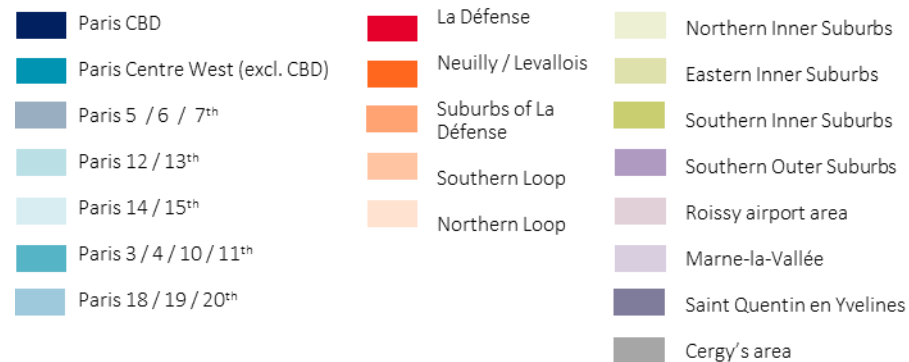 Paris CBD
Paris Centre West (excl. CBD)
Paris 5 / 6 / 7th
Paris 12 / 13th
Paris 14 / 15th
Paris 3 / 4 / 10 / 11th
Paris 18 / 19 / 20th
La Défense
Neuilly / Levallois
Suburbs of La
Défense
Southern Loop
Northern Loop
Northern Inner Suburbs
Eastern Inner Suburbs
Southern Inner Suburbs
Southern Outer Suburbs
Roissy airport area
Marne-la-Vallée
Saint Quentin en Yvelines
Cergy’s area